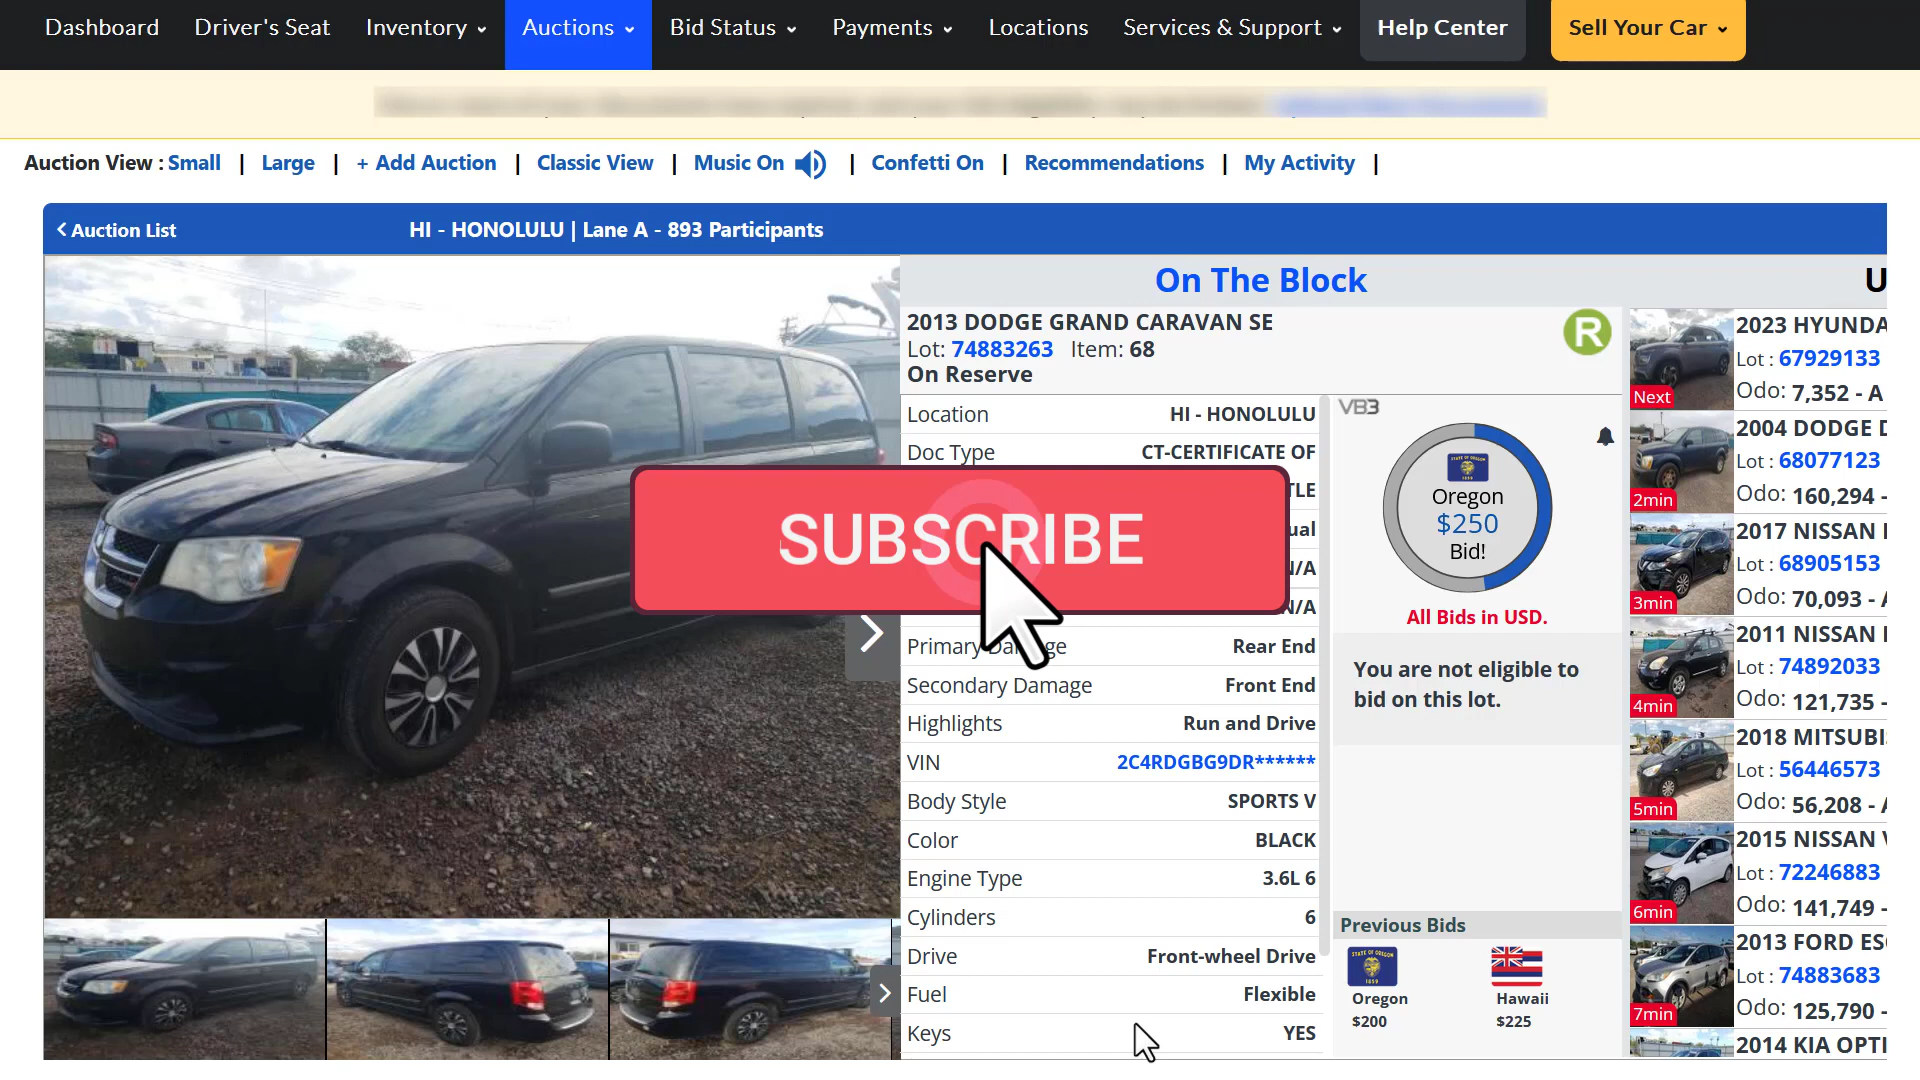 Dashboard Driver's Seat Inventory Auctions Bid Status Payments Locations Services & Support Help Center Sell Your Car
Auction View : Small | Large | + Add Auction | Classic View | Music On | Confetti On | Recommendations | My Activity |
< Auction List HI - HONOLULU | Lane A - 893 Participants
On The Block
2013 DODGE GRAND CARAVAN SE
Lot: 74883263 Item: 68
On Reserve
R
Location HI - HONOLULU
Doc Type CT-CERTIFICATE OF
TLE
ual
N/A
N/A
SUBSCRIBE
Primary Da ge Rear End
Secondary Damage Front End
Highlights Run and Drive
VIN 2C4RDGBG9DR******
Body Style SPORTS V
Color BLACK
Engine Type 3.6L 6
Cylinders 6
Drive Front-wheel Drive
Fuel Flexible
Keys YES
VB3
STATE OF OREGON
1859
Oregon
$250
Bid!
All Bids in USD.
You are not eligible to
bid on this lot.
Previous Bids
STATE OF OREGON
1859
Oregon
$200
Hawaii
$225
U
2023 HYUNDA
Lot : 67929133
Odo: 7,352 - A
Next
2004 DODGE D
Lot : 68077123
Odo: 160,294 -
2min
2017 NISSAN
Lot : 68905153
Odo: 70,093 - A
3min
2011 NISSAN
Lot : 74892033
Odo: 121,735 -
4min
2018 MITSUBI
Lot : 56446573
Odo: 56,208 - A
5min
2015 NISSAN V
Lot : 72246883
Odo: 141,749 -
6min
2013 FORD ES
Lot : 74883683
Odo: 125,790 -
7min
2014 KIA OPTI